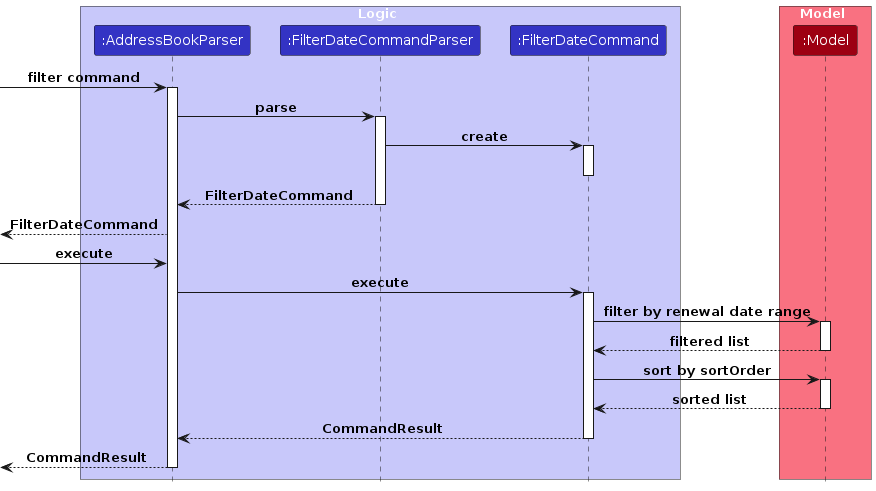 Logic
Model
:AddressBookParser
:FilterDateCommandParser
:FilterDateCommand
:Model
filter command
parse
create
FilterDateCommand
FilterDateCommand
execute
execute
filter by renewal date range
filtered list
sort by sortOrder
sorted list
CommandResult
CommandResult